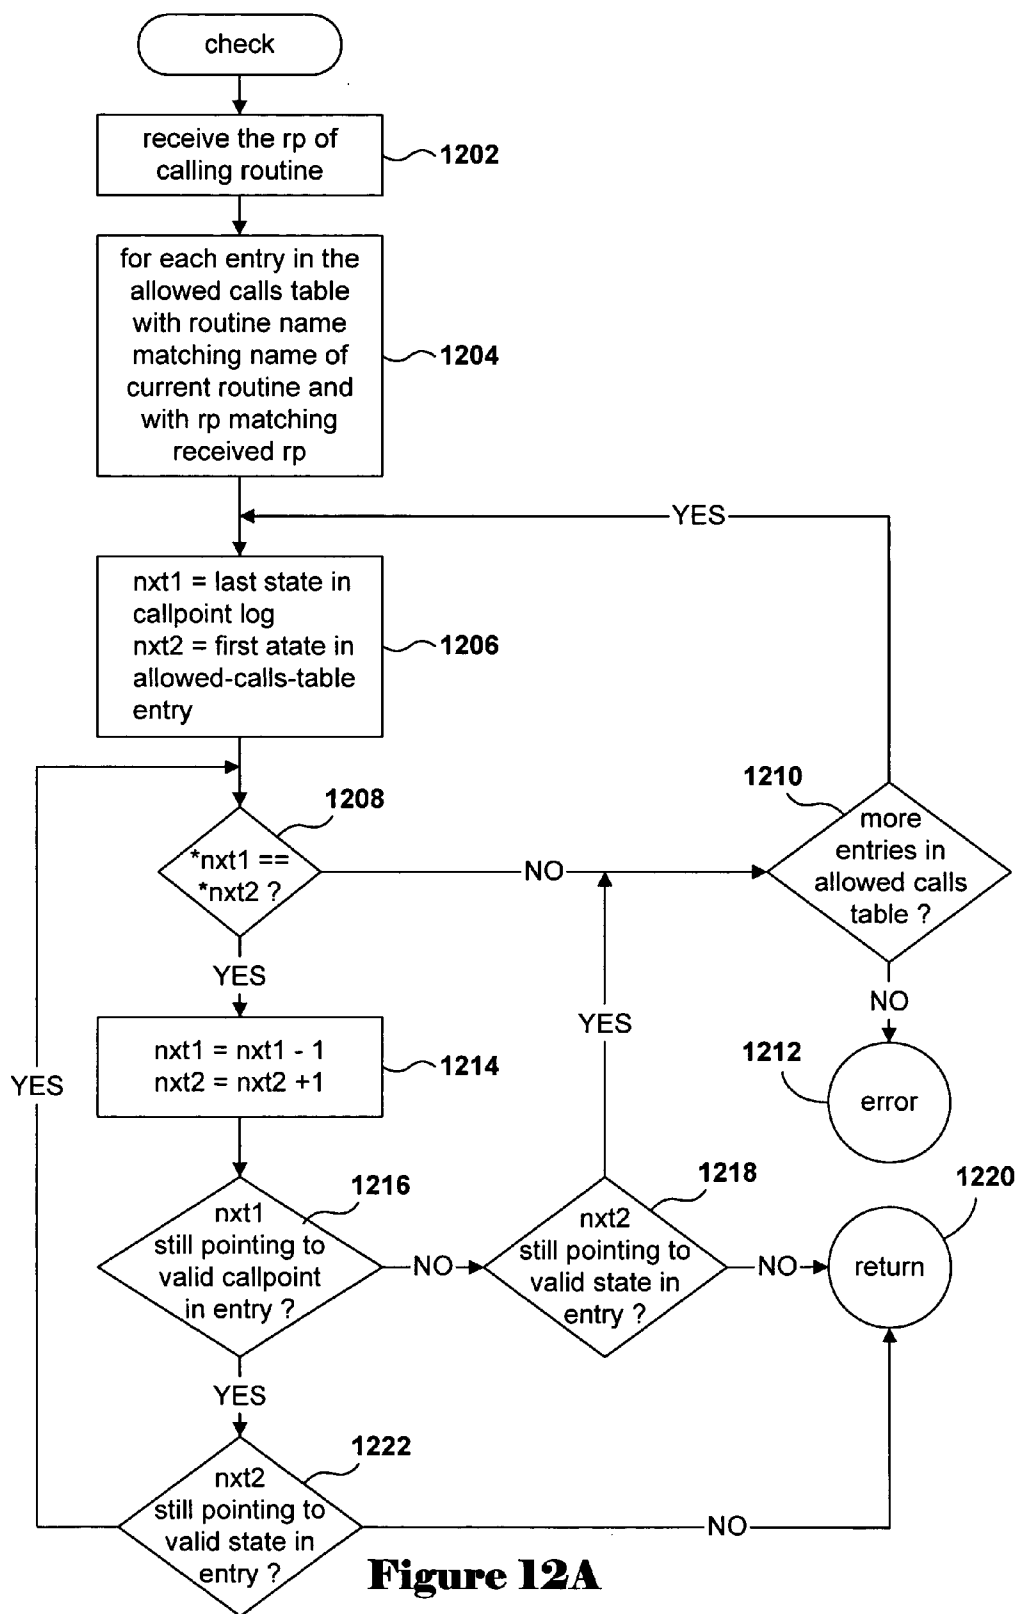 check
receive the rp of
calling routine
1202
for each entry in the
allowed calls table
with routine name
matching name of
current routine and
with rp matching
received rp
1204
YES
nxt1 = last state in
callpoint log
nxt2 = first atate in
allowed-calls-table
entry
1206
1208
*nxt1 ==
*nxt2 ?
NO
1210
more
entries in
allowed calls
table ?
YES
NO
YES
nxt1 = nxt1 - 1
nxt2 = nxt2 +1
1214
YES
1212
error
1216
nxt1
still pointing to
valid callpoint
in entry ?
NO
1218
nxt2
still pointing to
valid state in
entry ?
NO
1220
return
YES
1222
nxt2
still pointing to
valid state in
entry ?
NO
Figure 12A